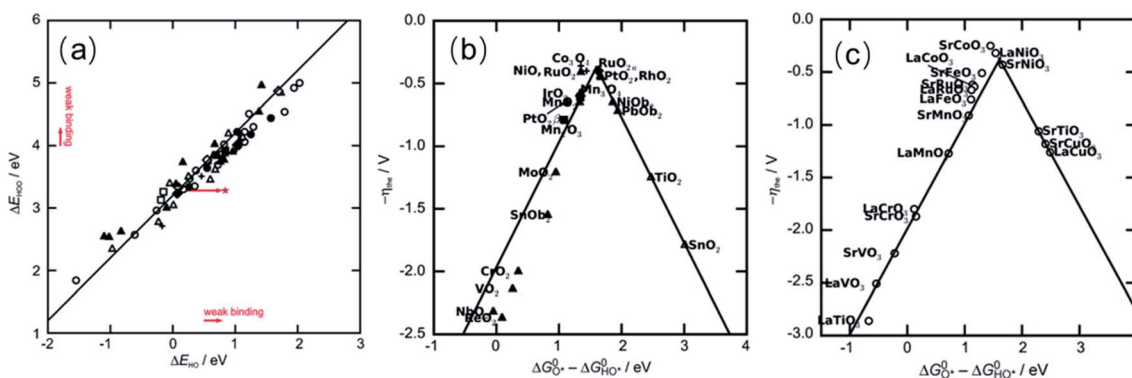 (a)
6
5
4
3
2
1
ΔE_HOO / eV
weak binding
weak binding
-2 -1 0 1 2 3
ΔE_HO / eV
(b)
0.0
-0.5
-1.0
-1.5
-2.0
-2.5
-η_the / V
Co₃O₄
RuO₂
NiO, RuO₂
PtO₂, RhO₂
IrO₂
NiOb₂
PbOb₂
PtO₂β
Mn₂O₃
MoO₂
TiO₂
SnOb₂
SnO₂
CrO₂
VO₂
NbO₂
ReO₂
-1 0 1 2 3 4
ΔG⁰_O* – ΔG⁰_HO* / eV
(c)
0.0
-0.5
-1.0
-1.5
-2.0
-2.5
-3.0
-η_the / V
SrCoO₃
LaNiO₃
LaCoO₃
SrNiO₃
SrFeO₃
SrRuO₃
LaFeO₃
SrMnO₃
SrTiO₃
SrCuO₃
LaMnO₃
LaCuO₃
LaCrO₃
SrCrO₃
SrVO₃
LaVO₃
LaTiO₃
-1 0 1 2 3
ΔG⁰_O* – ΔG⁰_HO* / eV